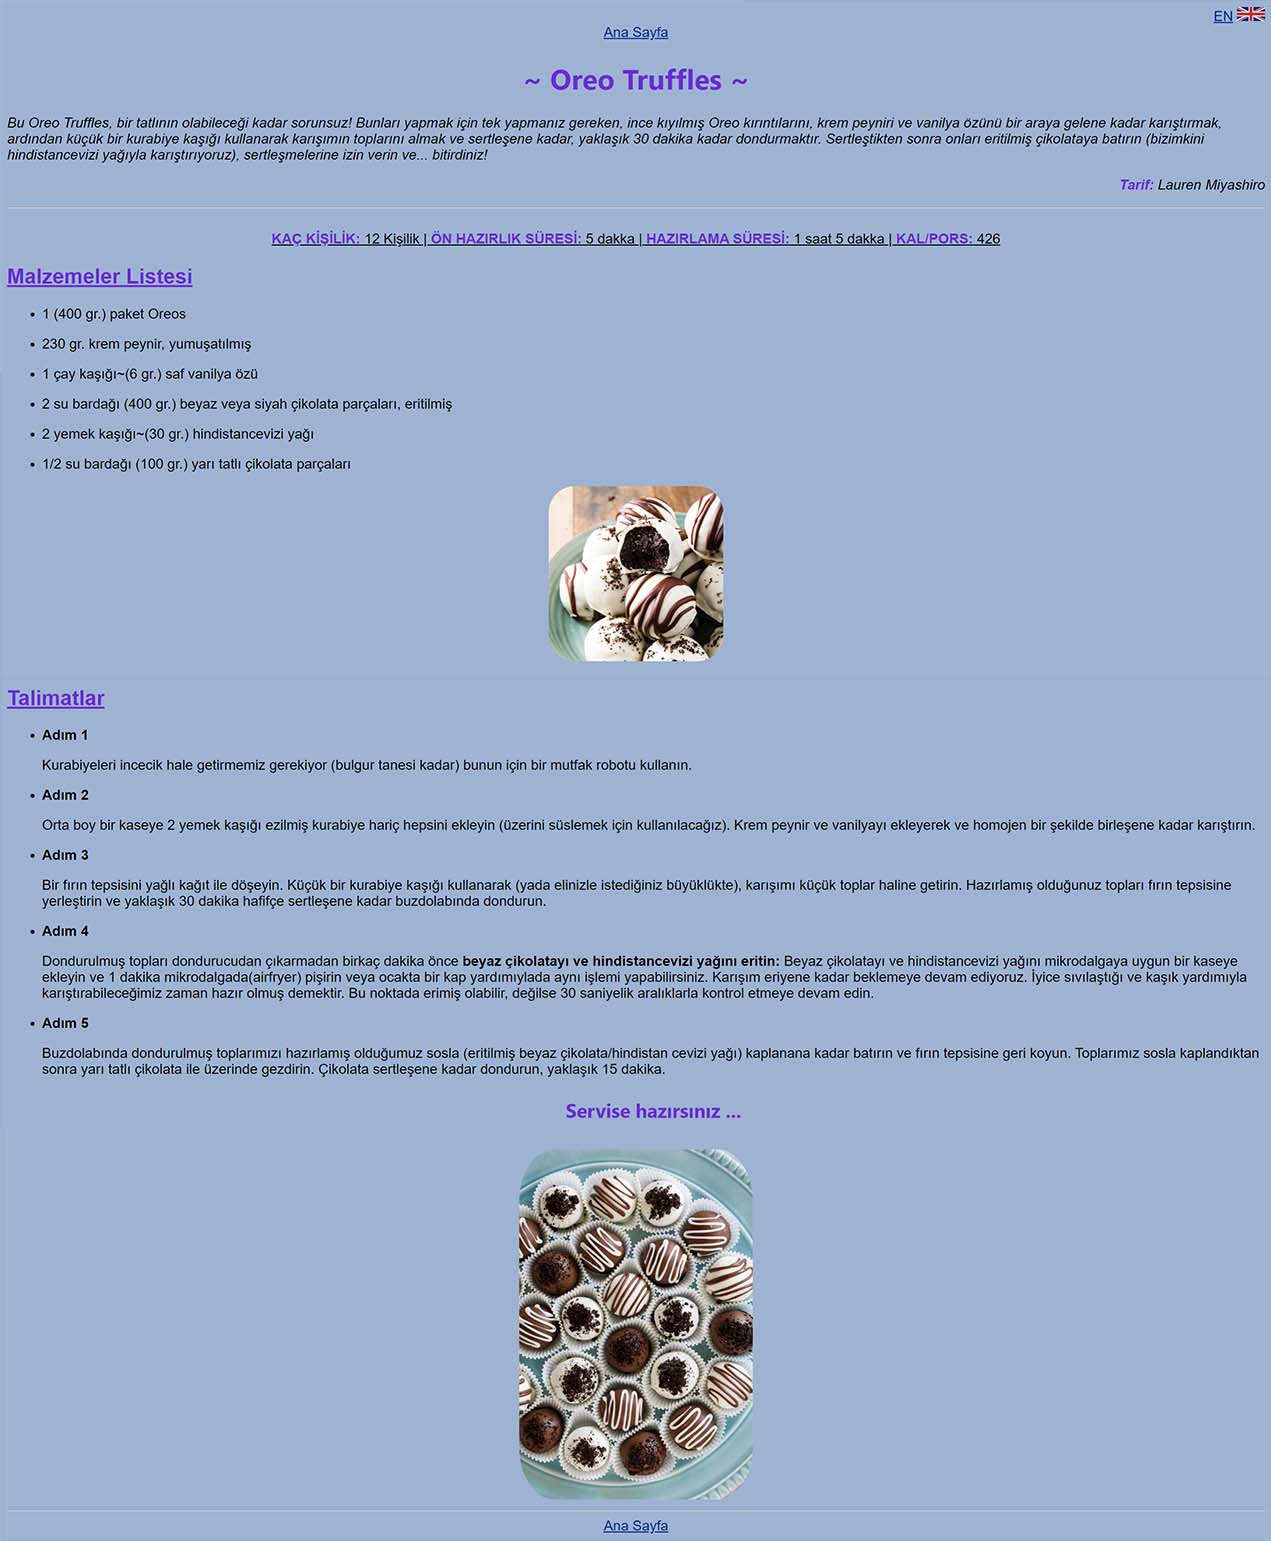 EN
Ana Sayfa
~ Oreo Truffles ~
Bu Oreo Truffles, bir tatlının olabileceği kadar sorunsuz! Bunları yapmak için tek yapmanız gereken, ince kıyılmış Oreo kırıntılarını, krem peyniri ve vanilya özünü bir araya gelene kadar karıştırmak,
ardından küçük bir kurabiye kaşığı kullanarak karışımın toplarını almak ve sertleşene kadar, yaklaşık 30 dakika kadar dondurmaktır. Sertleştikten sonra onları eritilmiş çikolataya batırın (bizimkini
hindistancevizi yağıyla karıştırıyoruz), sertleşmelerine izin verin ve... bitirdiniz!
Tarif: Lauren Miyashiro
KAÇ KİŞİLİK: 12 Kişilik | ÖN HAZIRLIK SÜRESİ: 5 dakka | HAZIRLAMA SÜRESİ: 1 saat 5 dakka | KAL/PORS: 426
Malzemeler Listesi
• 1 (400 gr.) paket Oreos
• 230 gr. krem peynir, yumuşatılmış
• 1 çay kaşığı~(6 gr.) saf vanilya özü
• 2 su bardağı (400 gr.) beyaz veya siyah çikolata parçaları, eritilmiş
• 2 yemek kaşığı~(30 gr.) hindistancevizi yağı
• 1/2 su bardağı (100 gr.) yarı tatlı çikolata parçaları
Talimatlar
• Adım 1
Kurabiyeleri incecik hale getirmemiz gerekiyor (bulgur tanesi kadar) bunun için bir mutfak robotu kullanın.
• Adım 2
Orta boy bir kaseye 2 yemek kaşığı ezilmiş kurabiye hariç hepsini ekleyin (üzerini süslemek için kullanılacağız). Krem peynir ve vanilyayı ekleyerek ve homojen bir şekilde birleşene kadar karıştırın.
• Adım 3
Bir fırın tepsisini yağlı kağıt ile döşeyin. Küçük bir kurabiye kaşığı kullanarak (yada elinizle istediğiniz büyüklükte), karışımı küçük toplar haline getirin. Hazırlamış olduğunuz topları fırın tepsisine
yerleştirin ve yaklaşık 30 dakika hafifçe sertleşene kadar buzdolabında dondurun.
• Adım 4
Dondurulmuş topları dondurucudan çıkarmadan birkaç dakika önce beyaz çikolatayı ve hindistancevizi yağını eritin: Beyaz çikolatayı ve hindistancevizi yağını mikrodalgaya uygun bir kaseye
ekleyin ve 1 dakika mikrodalgada(airfryer) pişirin veya ocakta bir kap yardımıylada aynı işlemi yapabilirsiniz. Karışım eriyene kadar beklemeye devam ediyoruz. İyice sıvılaştığı ve kaşık yardımıyla
karıştırabileceğimiz zaman hazır olmuş demektir. Bu noktada erimiş olabilir, değilse 30 saniyelik aralıklarla kontrol etmeye devam edin.
• Adım 5
Buzdolabında dondurulmuş toplarımızı hazırlamış olduğumuz sosla (eritilmiş beyaz çikolata/hindistan cevizi yağı) kaplanana kadar batırın ve fırın tepsisine geri koyun. Toplarımız sosla kaplandıktan
sonra yarı tatlı çikolata ile üzerinde gezdirin. Çikolata sertleşene kadar dondurun, yaklaşık 15 dakika.
Servise hazırsınız ...
Ana Sayfa